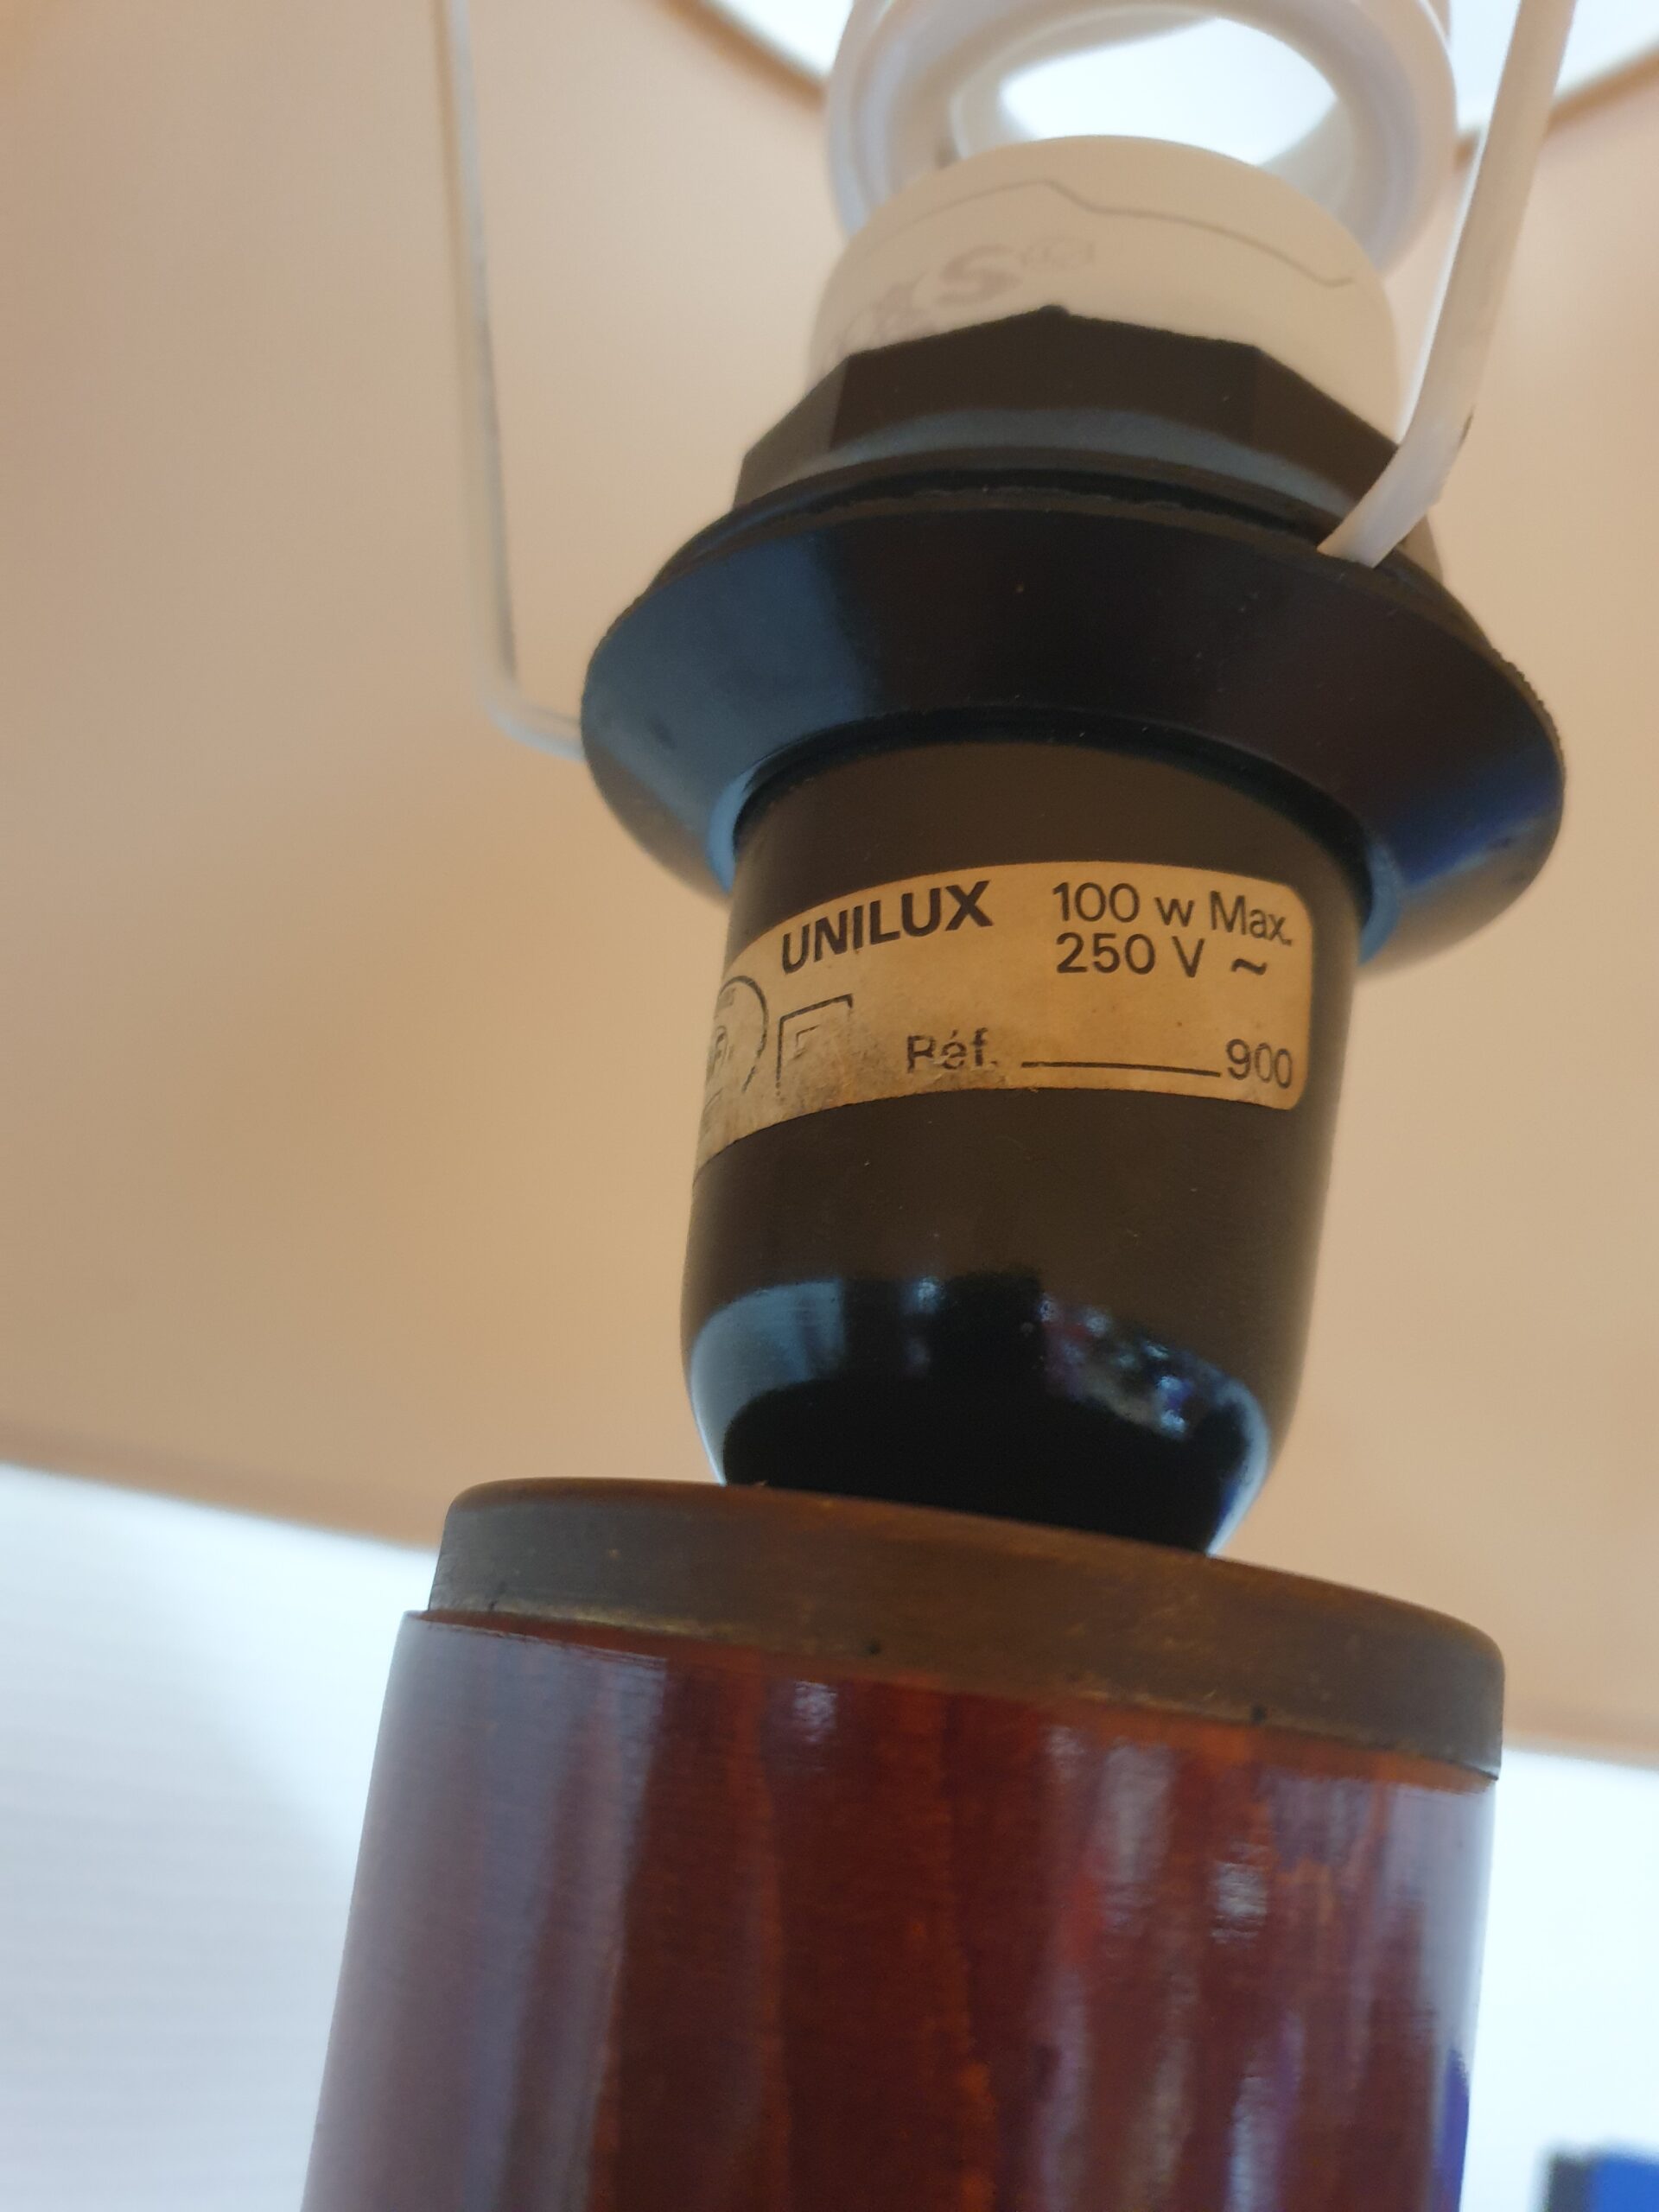 UNILUX
100 w Max.
250 V ~
Réf. 900